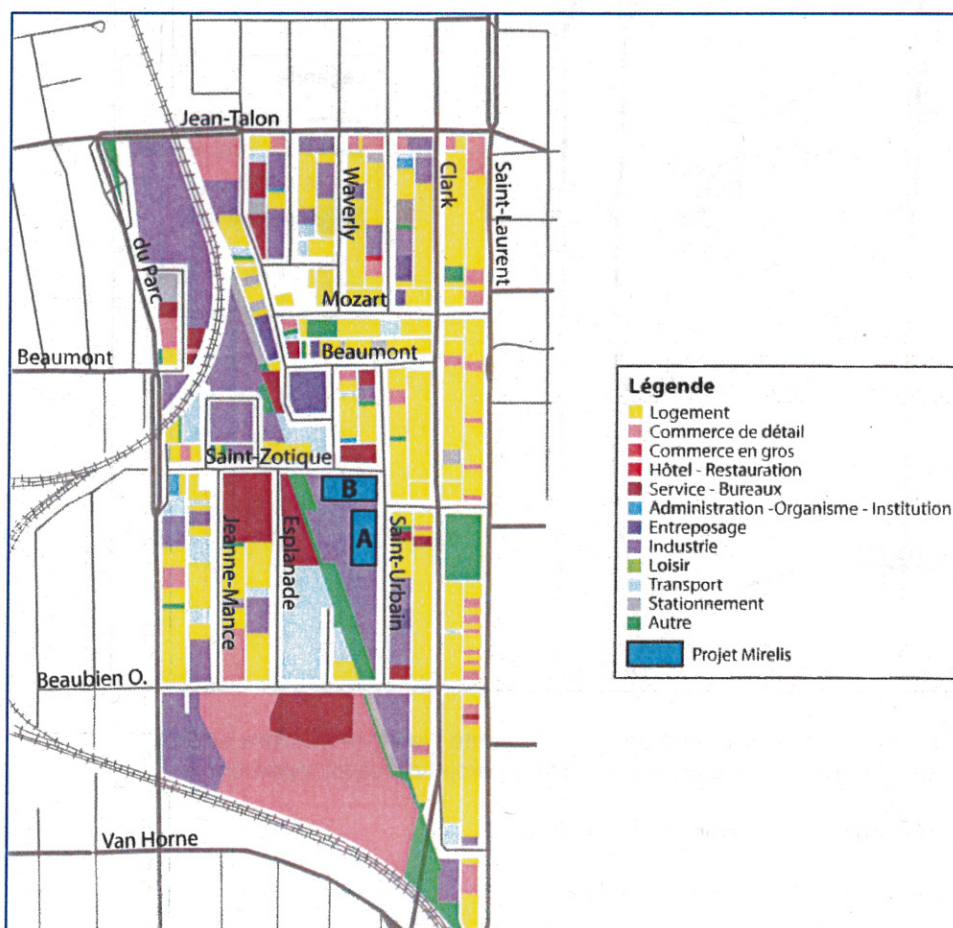 Jean-Talon
Waverly
Clark
Saint-Laurent
du Parc
Mozart
Beaumont
Beaumont
Saint-Zotique
B
A
Jeanne-Mance
Esplanade
Saint-Urbain
Beaubien O.
Van Horne
Légende
Logement
Commerce de détail
Commerce en gros
Hôtel - Restauration
Service - Bureaux
Administration -Organisme - Institution
Entreposage
Industrie
Loisir
Transport
Stationnement
Autre
Projet Mirelis